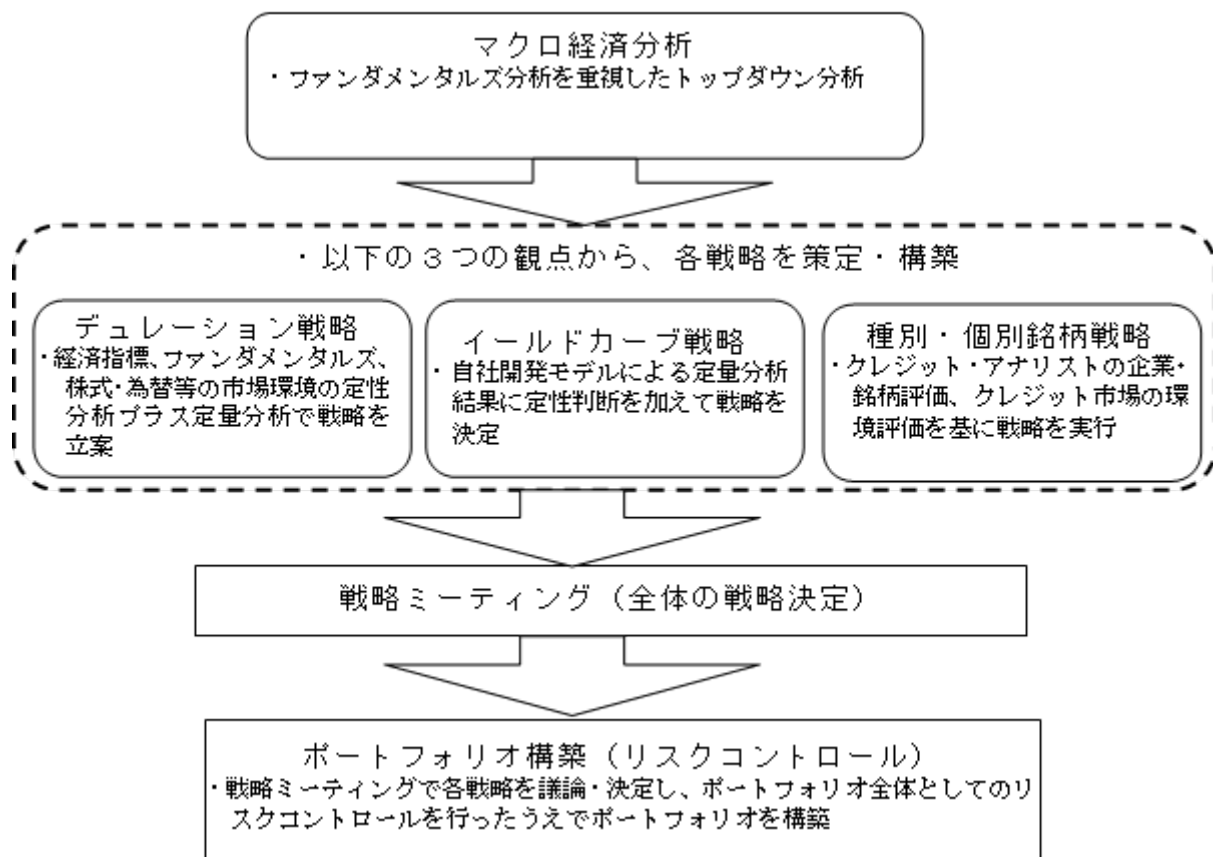 マクロ経済分析
・ファンダメンタルズ分析を重視したトップダウン分析
・以下の３つの観点から、各戦略を策定・構築
デュレーション戦略
・経済指標、ファンダメンタルズ、
株式・為替等の市場環境の定性
分析プラス定量分析で戦略を
立案
イールドカーブ戦略
・自社開発モデルによる定量分析
結果に定性判断を加えて戦略を
決定
種別・個別銘柄戦略
・クレジット・アナリストの企業・
銘柄評価、クレジット市場の環
境評価を基に戦略を実行
戦略ミーティング（全体の戦略決定）
ポートフォリオ構築（リスクコントロール）
・戦略ミーティングで各戦略を議論・決定し、ポートフォリオ全体としてのリ
スクコントロールを行ったうえでポートフォリオを構築